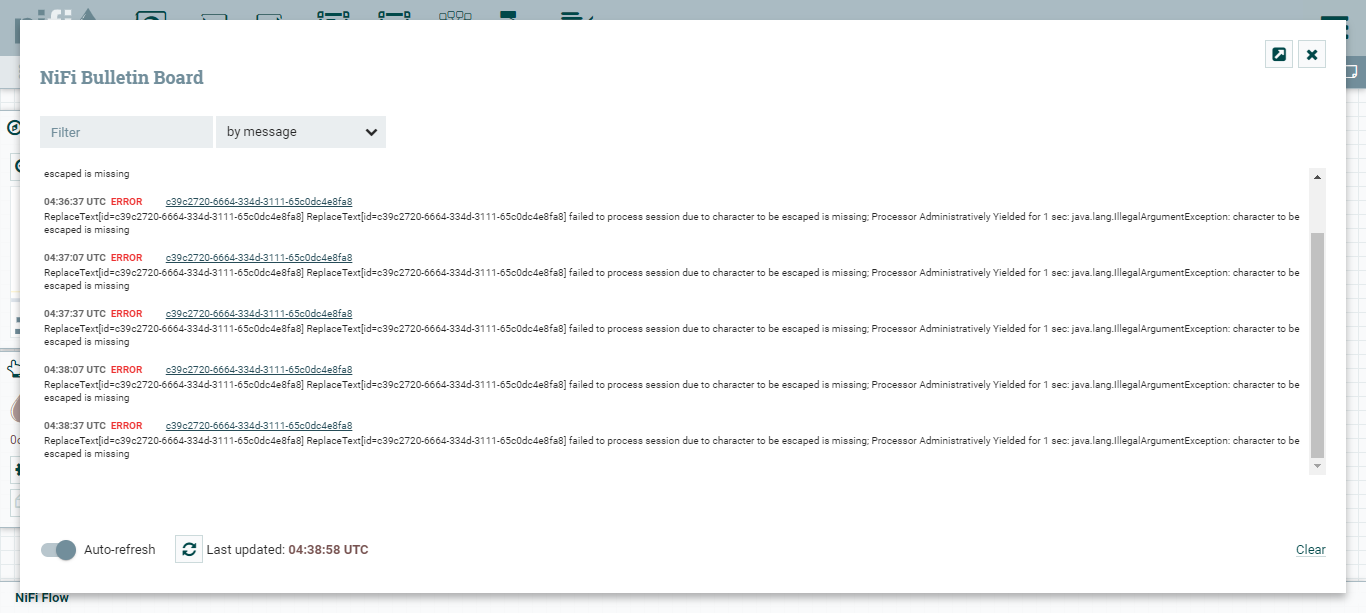 nifi
NiFi Bulletin Board
Filter
by message
escaped is missing
04:36:37 UTC ERROR c39c2720-6664-334d-3111-65c0dc4e8fa8
ReplaceText[id=c39c2720-6664-334d-3111-65c0dc4e8fa8] ReplaceText[id=c39c2720-6664-334d-3111-65c0dc4e8fa8] failed to process session due to character to be escaped is missing; Processor Administratively Yielded for 1 sec: java.lang.IllegalArgumentException: character to be
escaped is missing
04:37:07 UTC ERROR c39c2720-6664-334d-3111-65c0dc4e8fa8
ReplaceText[id=c39c2720-6664-334d-3111-65c0dc4e8fa8] ReplaceText[id=c39c2720-6664-334d-3111-65c0dc4e8fa8] failed to process session due to character to be escaped is missing; Processor Administratively Yielded for 1 sec: java.lang.IllegalArgumentException: character to be
escaped is missing
04:37:37 UTC ERROR c39c2720-6664-334d-3111-65c0dc4e8fa8
ReplaceText[id=c39c2720-6664-334d-3111-65c0dc4e8fa8] ReplaceText[id=c39c2720-6664-334d-3111-65c0dc4e8fa8] failed to process session due to character to be escaped is missing; Processor Administratively Yielded for 1 sec: java.lang.IllegalArgumentException: character to be
escaped is missing
04:38:07 UTC ERROR c39c2720-6664-334d-3111-65c0dc4e8fa8
ReplaceText[id=c39c2720-6664-334d-3111-65c0dc4e8fa8] ReplaceText[id=c39c2720-6664-334d-3111-65c0dc4e8fa8] failed to process session due to character to be escaped is missing; Processor Administratively Yielded for 1 sec: java.lang.IllegalArgumentException: character to be
escaped is missing
04:38:37 UTC ERROR c39c2720-6664-334d-3111-65c0dc4e8fa8
ReplaceText[id=c39c2720-6664-334d-3111-65c0dc4e8fa8] ReplaceText[id=c39c2720-6664-334d-3111-65c0dc4e8fa8] failed to process session due to character to be escaped is missing; Processor Administratively Yielded for 1 sec: java.lang.IllegalArgumentException: character to be
escaped is missing
Auto-refresh
Last updated: 04:38:58 UTC
Clear
NiFi Flow